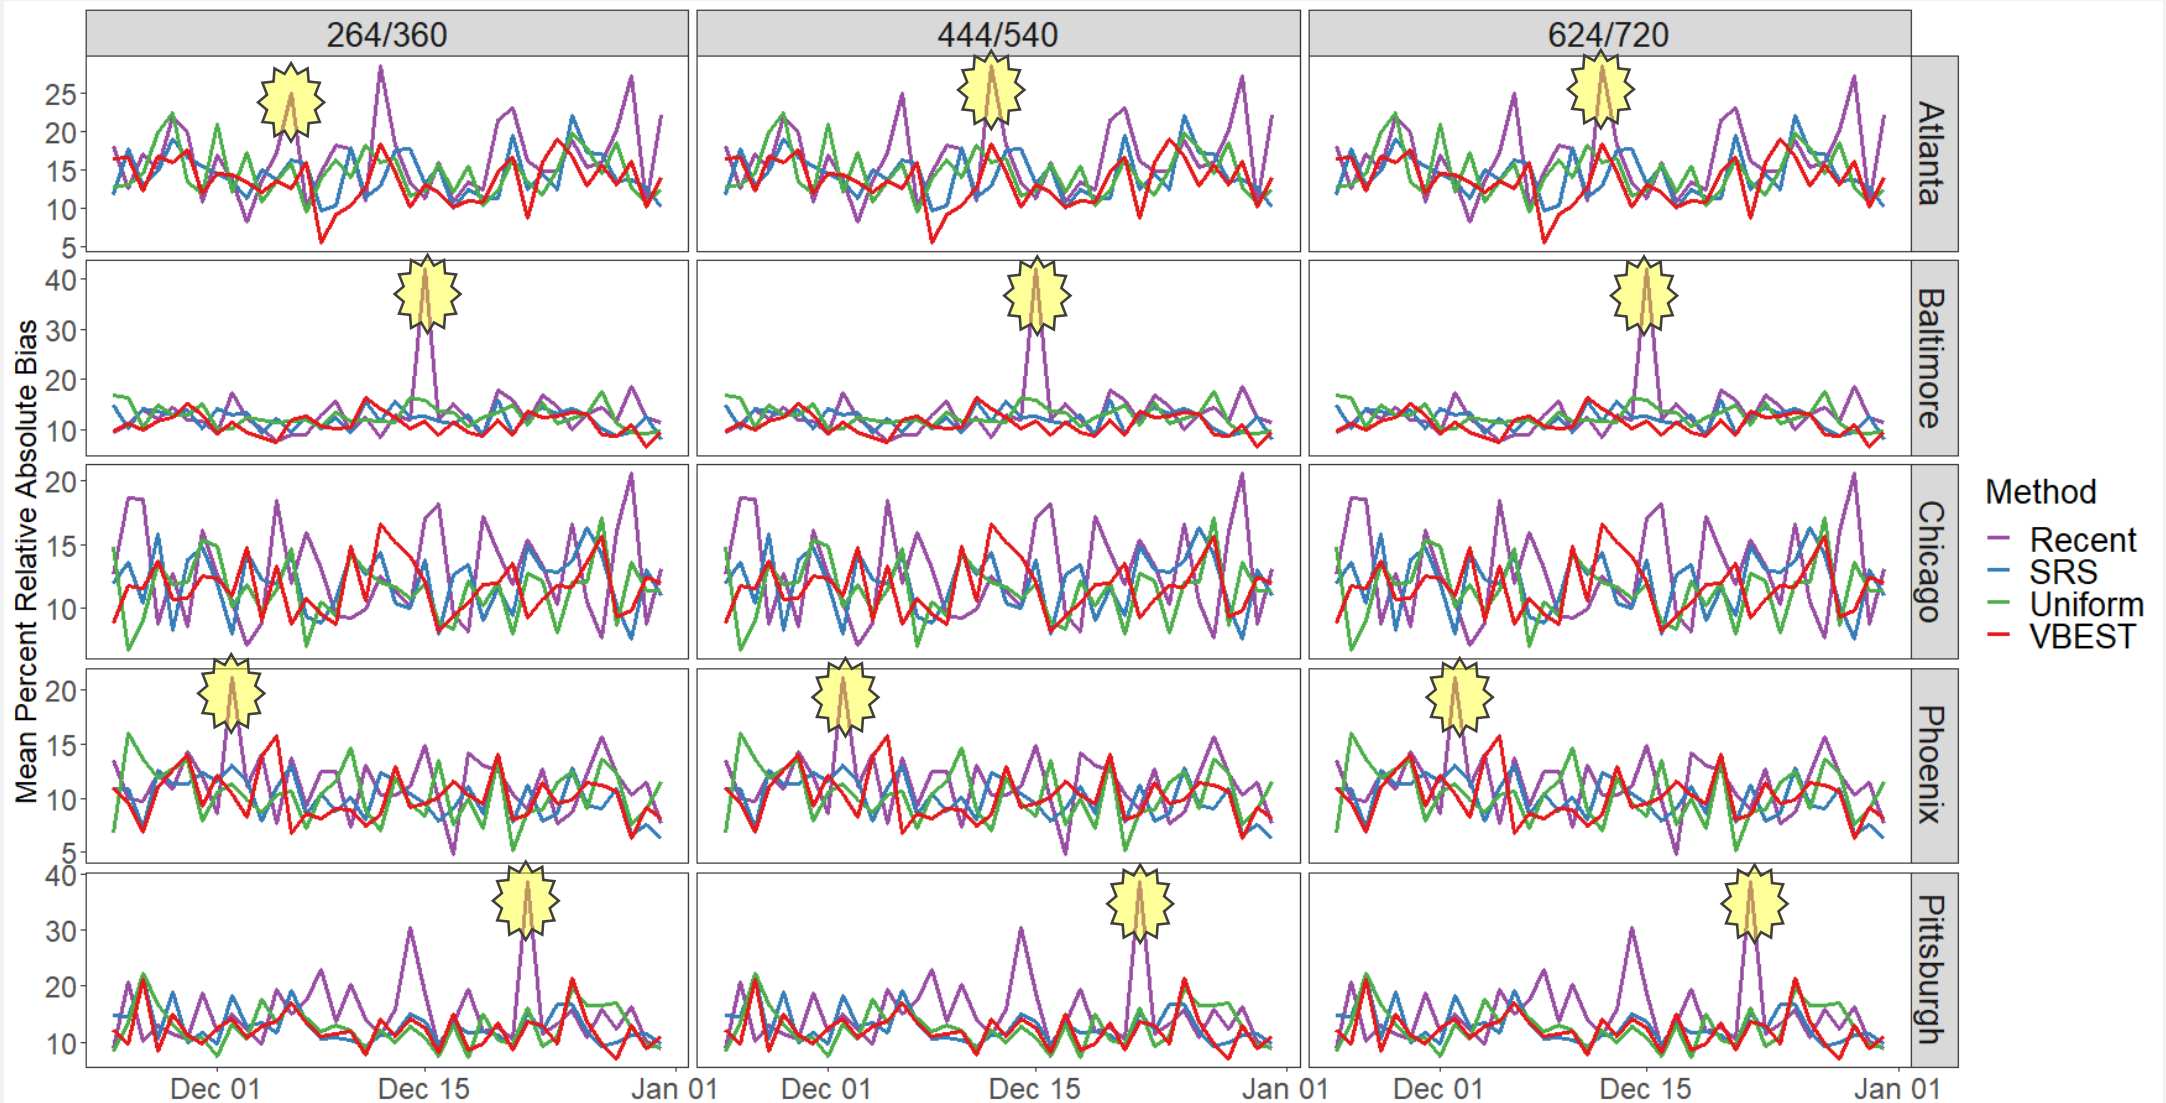 264/360 444/540 624/720
Mean Percent Relative Absolute Bias
25
20
15
10
5
Atlanta
40
30
20
10
Baltimore
20
15
10
Chicago
20
15
10
5
Phoenix
40
30
20
10
Pittsburgh
Dec 01 Dec 15 Jan 01 Dec 01 Dec 15 Jan 01 Dec 01 Dec 15 Jan 01
Method
Recent
SRS
Uniform
VBEST